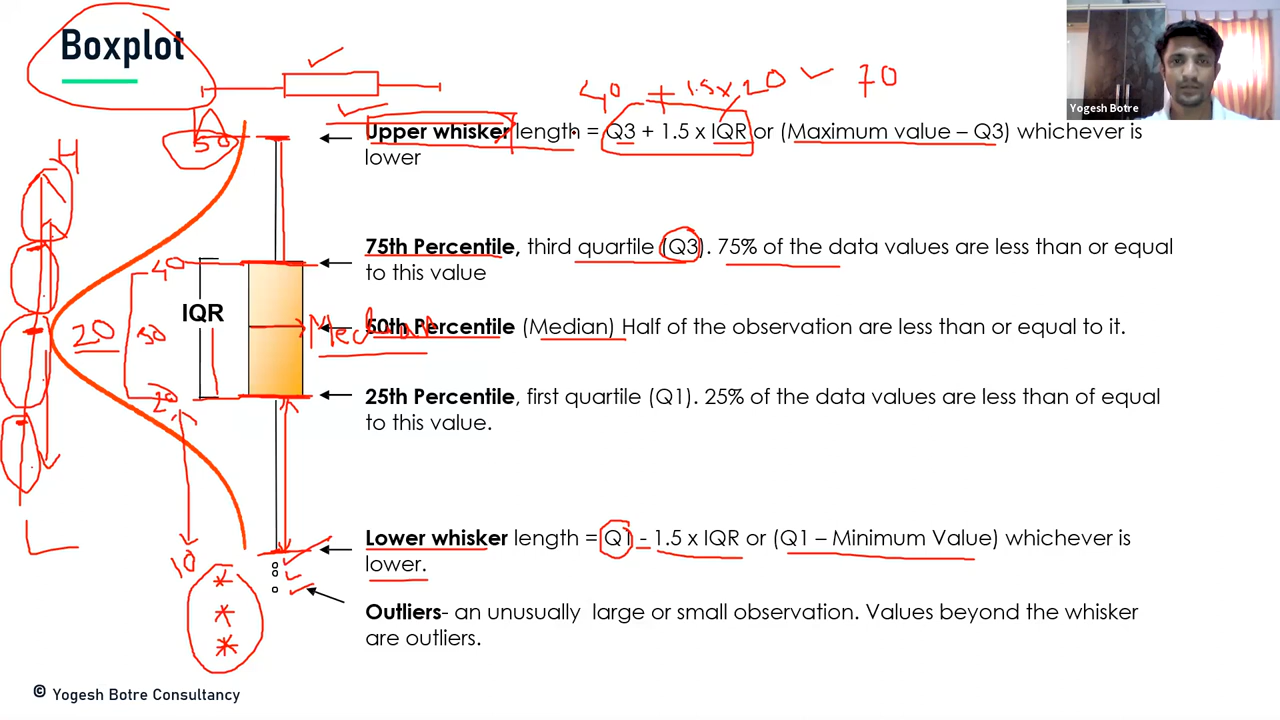 Boxplot
40 + 1.5 x 20 70
Yogesh Botre
Upper whisker length = Q3 + 1.5 x IQR or (Maximum value – Q3) whichever is
lower
50
H
75th Percentile, third quartile (Q3). 75% of the data values are less than or equal
to this value
40
IQR
20
30
Median
50th Percentile (Median) Half of the observation are less than or equal to it.
20
25th Percentile, first quartile (Q1). 25% of the data values are less than of equal
to this value.
L
Lower whisker length = Q1 - 1.5 x IQR or (Q1 – Minimum Value) whichever is
lower.
10
Outliers- an unusually large or small observation. Values beyond the whisker
are outliers.
© Yogesh Botre Consultancy